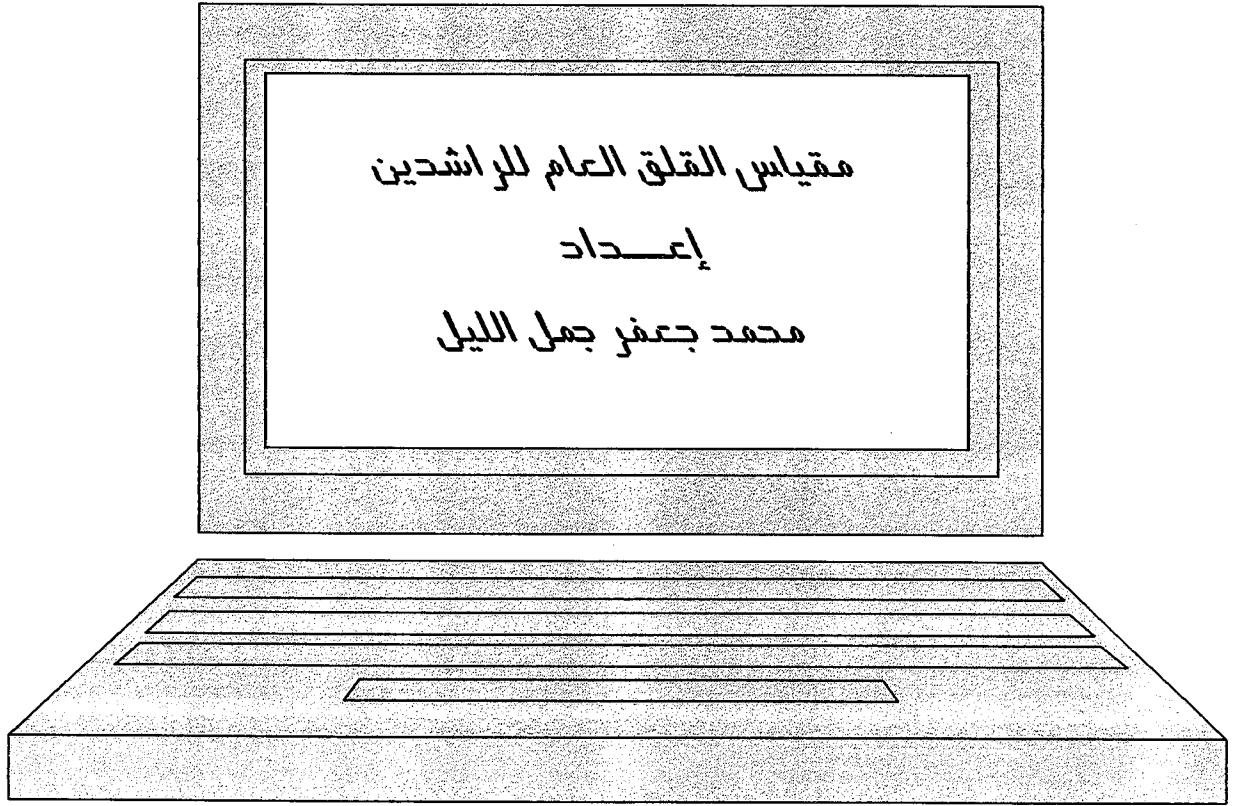 مقياس القلق العام للراشدين
إعـــداد
محمد جعفر جمل الليل